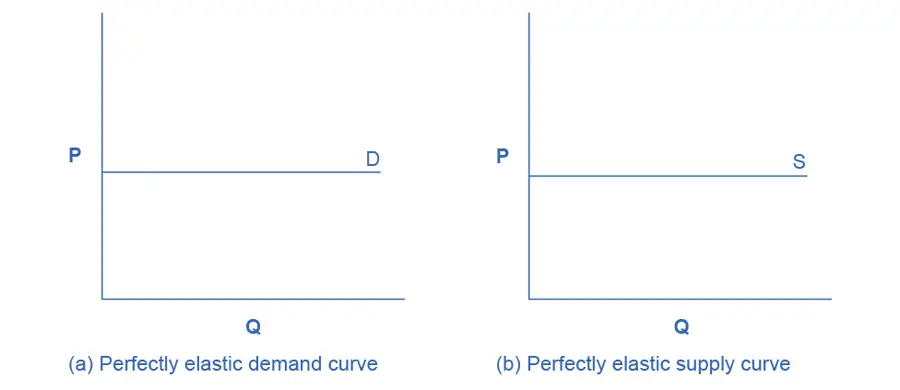 P
D
Q
(a) Perfectly elastic demand curve
P
S
Q
(b) Perfectly elastic supply curve